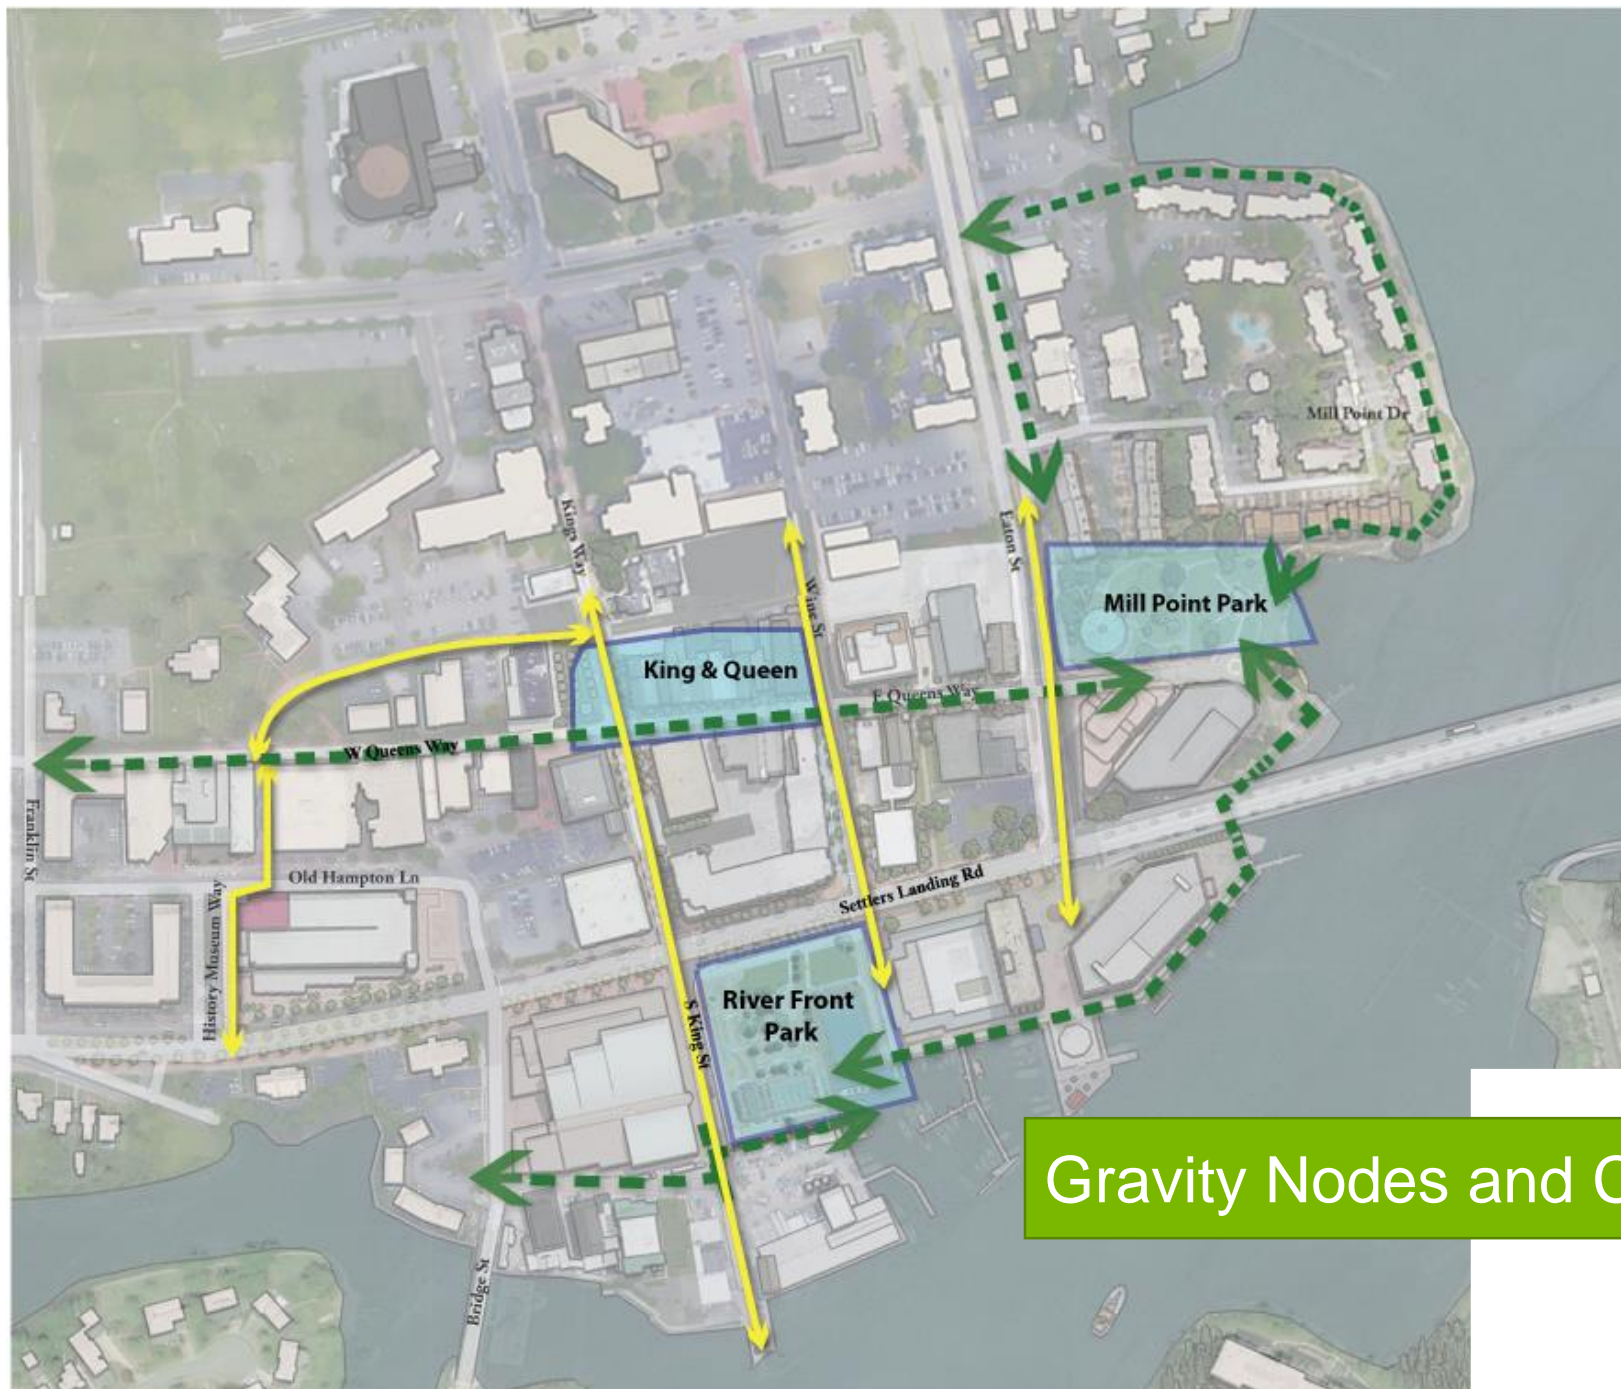 Mill Point Dr
Kings Way
Eaton St
Wine St
Mill Point Park
King & Queen
E Queens Way
W Queens Way
Franklin St
Old Hampton Ln
Settlers Landing Rd
History Museum Way
River Front
Park
S King St
Gravity Nodes and
Bridge St